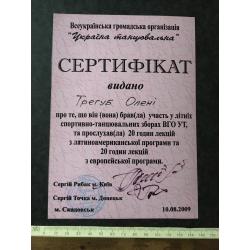 Всеукраїнська громадська організація
"Україна танцювальна"
СЕРТИФІКАТ
видано
Трегуб Олені
про те, що він (вона) брав(ла) участь у літніх
спортивно-танцювальних зборах ВГО УТ,
та прослухав(ла) 20 годин лекцій
з латиноамериканської програми та
20 годин лекцій
з європейської програми.
Сергій Рибак м. Київ
Сергій Точка м. Донецьк
м. Скадовськ
10.08.2009